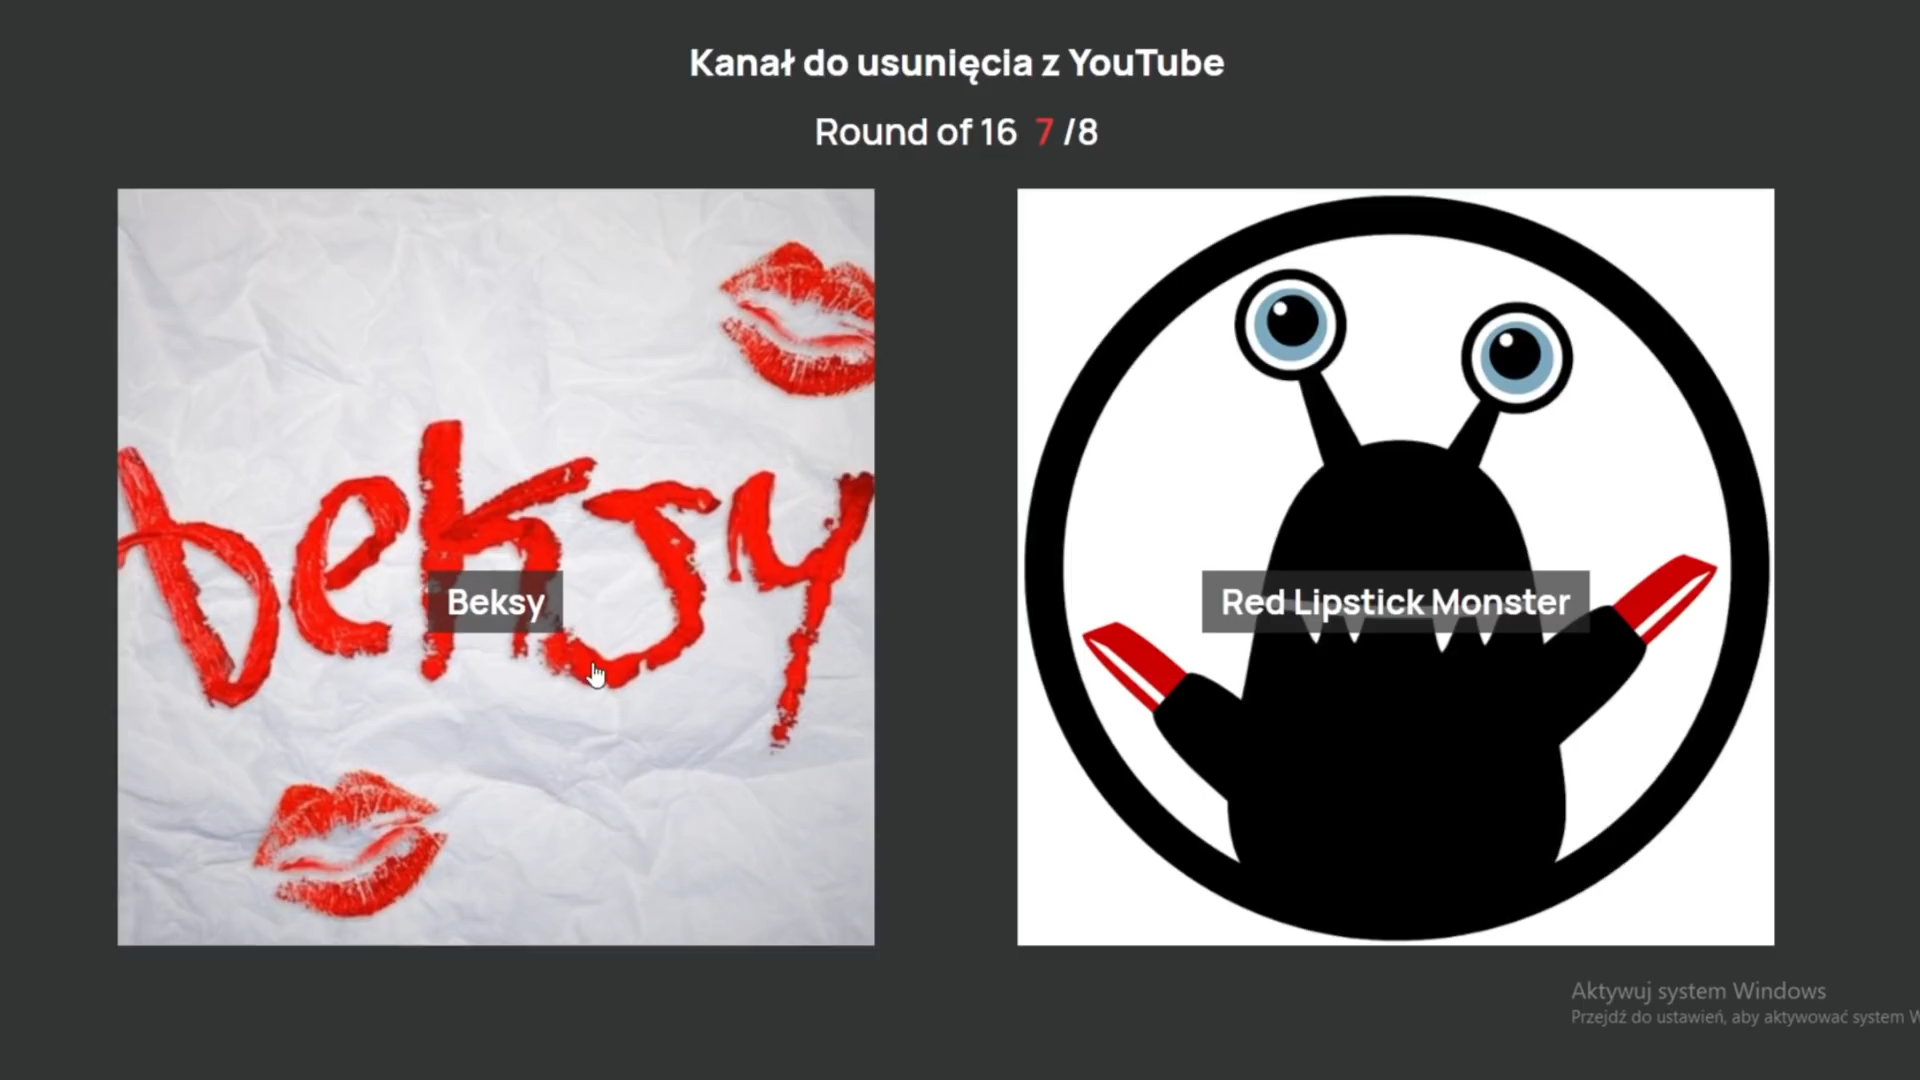 Kanał do usunięcia z YouTube
Round of 16 7 /8
beksy
Beksy
Red Lipstick Monster
Aktywuj system Windows
Przejdź do ustawień, aby aktywować system W